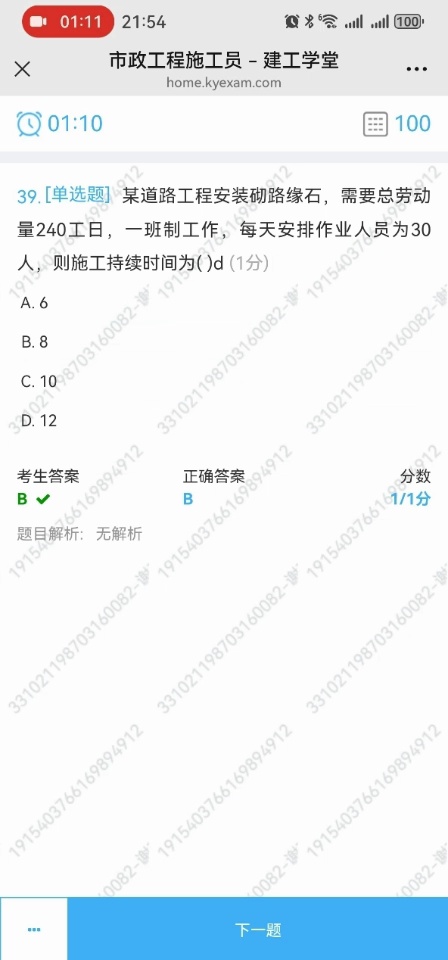 01:11 21:54 100
市政工程施工员 – 建工学堂
home.kyexam.com
01:10 100
39. [单选题] 某道路工程安装砌路缘石，需要总劳动
量240工日，一班制工作，每天安排作业人员为30
人，则施工持续时间为( )d (1分)
A. 6
B. 8
C. 10
D. 12
考生答案 正确答案 分数
B B 1/1分
题目解析： 无解析
下一题
1915403766169894912
331021198703160082